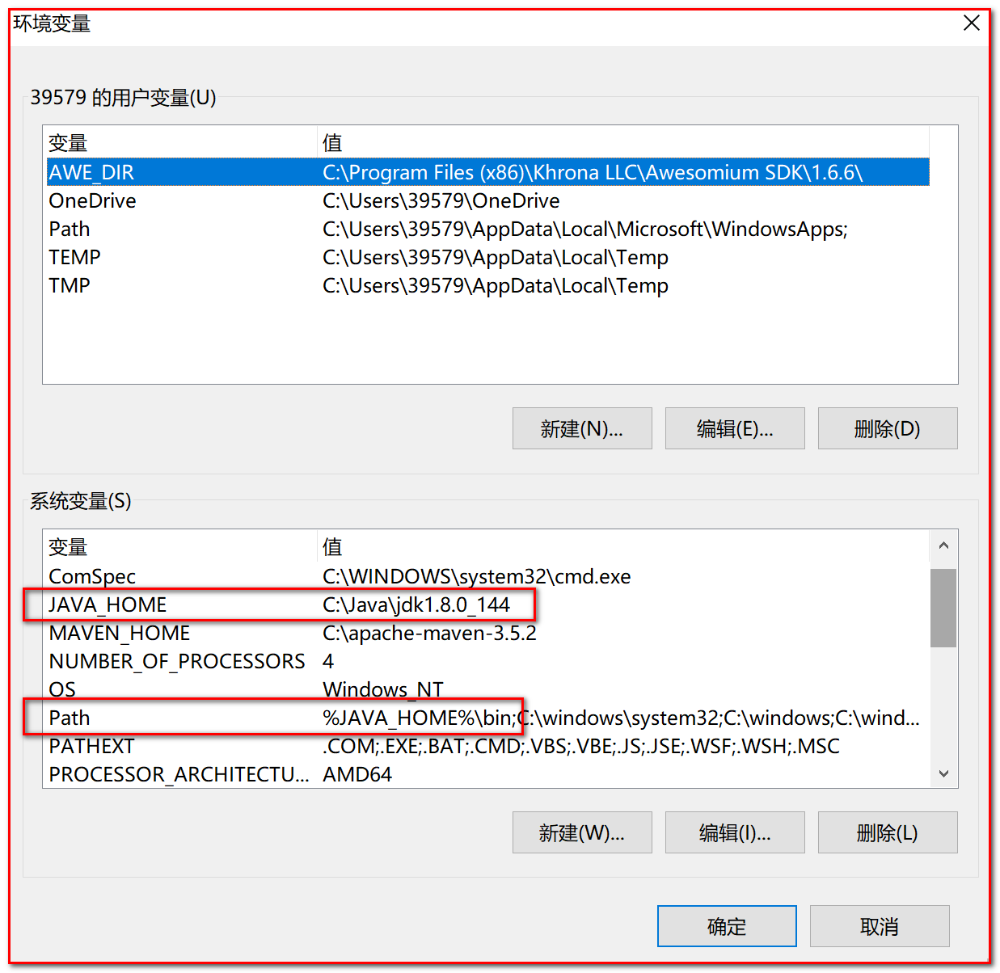 环境变量
39579 的用户变量(U)
变量 值
AWE_DIR C:\Program Files (x86)\Khrona LLC\Awesomium SDK\1.6.6\
OneDrive C:\Users\39579\OneDrive
Path C:\Users\39579\AppData\Local\Microsoft\WindowsApps;
TEMP C:\Users\39579\AppData\Local\Temp
TMP C:\Users\39579\AppData\Local\Temp
新建(N)... 编辑(E)... 删除(D)
系统变量(S)
变量 值
ComSpec C:\WINDOWS\system32\cmd.exe
JAVA_HOME C:\Java\jdk1.8.0_144
MAVEN_HOME C:\apache-maven-3.5.2
NUMBER_OF_PROCESSORS 4
OS Windows_NT
Path %JAVA_HOME%\bin;C:\windows\system32;C:\windows;C:\wind...
PATHEXT .COM;.EXE;.BAT;.CMD;.VBS;.VBE;.JS;.JSE;.WSF;.WSH;.MSC
PROCESSOR_ARCHITECTU... AMD64
新建(W)... 编辑(I)... 删除(L)
确定 取消